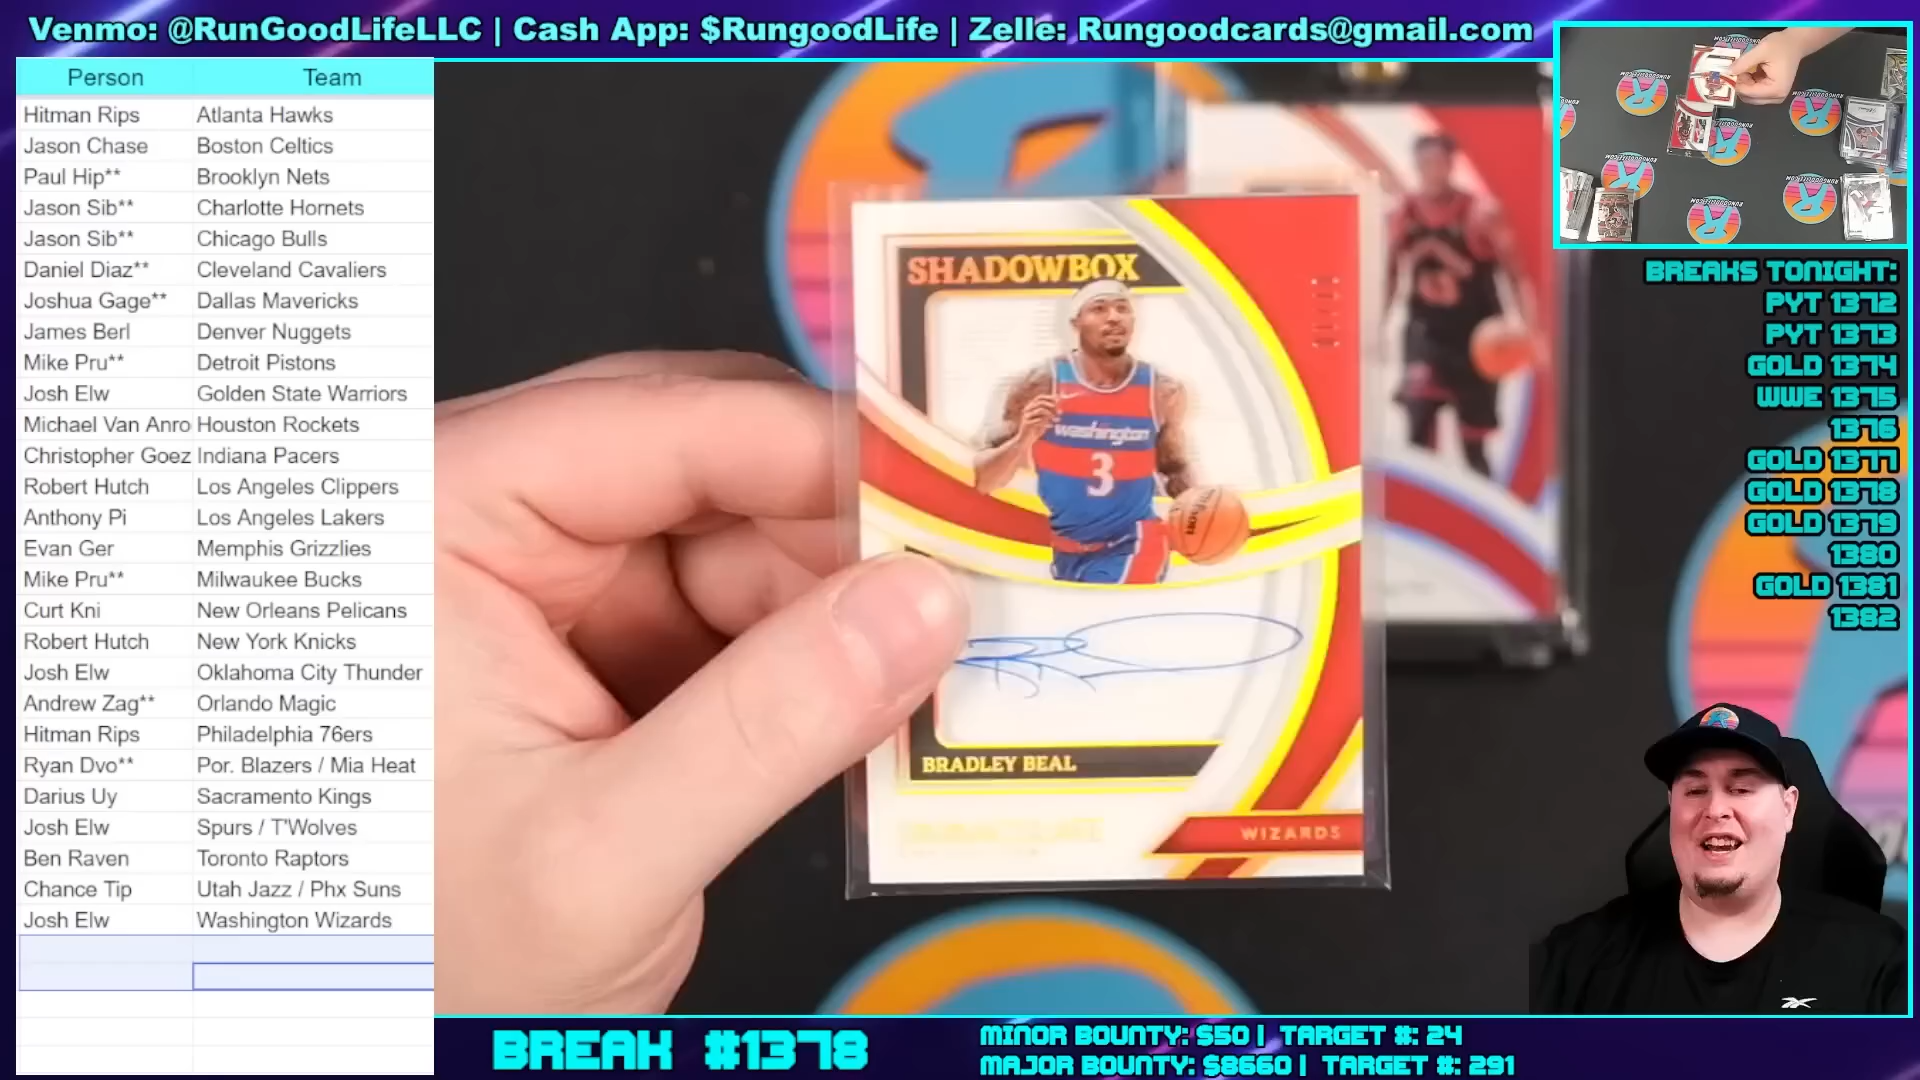 Venmo: @RunGoodLifeLLC | Cash App: $RungoodLife | Zelle: Rungoodcards@gmail.com
Person Team
Hitman Rips Atlanta Hawks
Jason Chase Boston Celtics
Paul Hip** Brooklyn Nets
Jason Sib** Charlotte Hornets
Jason Sib** Chicago Bulls
Daniel Diaz** Cleveland Cavaliers
Joshua Gage** Dallas Mavericks
James Berl Denver Nuggets
Mike Pru** Detroit Pistons
Josh Elw Golden State Warriors
Michael Van Anro Houston Rockets
Christopher Goez Indiana Pacers
Robert Hutch Los Angeles Clippers
Anthony Pi Los Angeles Lakers
Evan Ger Memphis Grizzlies
Mike Pru** Milwaukee Bucks
Curt Kni New Orleans Pelicans
Robert Hutch New York Knicks
Josh Elw Oklahoma City Thunder
Andrew Zag** Orlando Magic
Hitman Rips Philadelphia 76ers
Ryan Dvo** Por. Blazers / Mia Heat
Darius Uy Sacramento Kings
Josh Elw Spurs / T'Wolves
Ben Raven Toronto Raptors
Chance Tip Utah Jazz / Phx Suns
Josh Elw Washington Wizards
SHADOWBOX
washington
3
BRADLEY BEAL
WIZARDS
BREAKS TONIGHT:
PYT 1372
PYT 1373
GOLD 1374
WWE 1375
1376
GOLD 1377
GOLD 1378
GOLD 1379
1380
GOLD 1381
1382
BREAK #1378
MINOR BOUNTY: $50 | TARGET #: 24
MAJOR BOUNTY: $8660 | TARGET #: 291